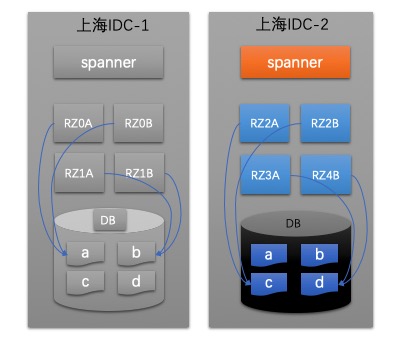 上海IDC-1
spanner
RZ0A RZ0B
RZ1A RZ1B
DB
a b
c d
上海IDC-2
spanner
RZ2A RZ2B
RZ3A RZ4B
DB
a b
c d